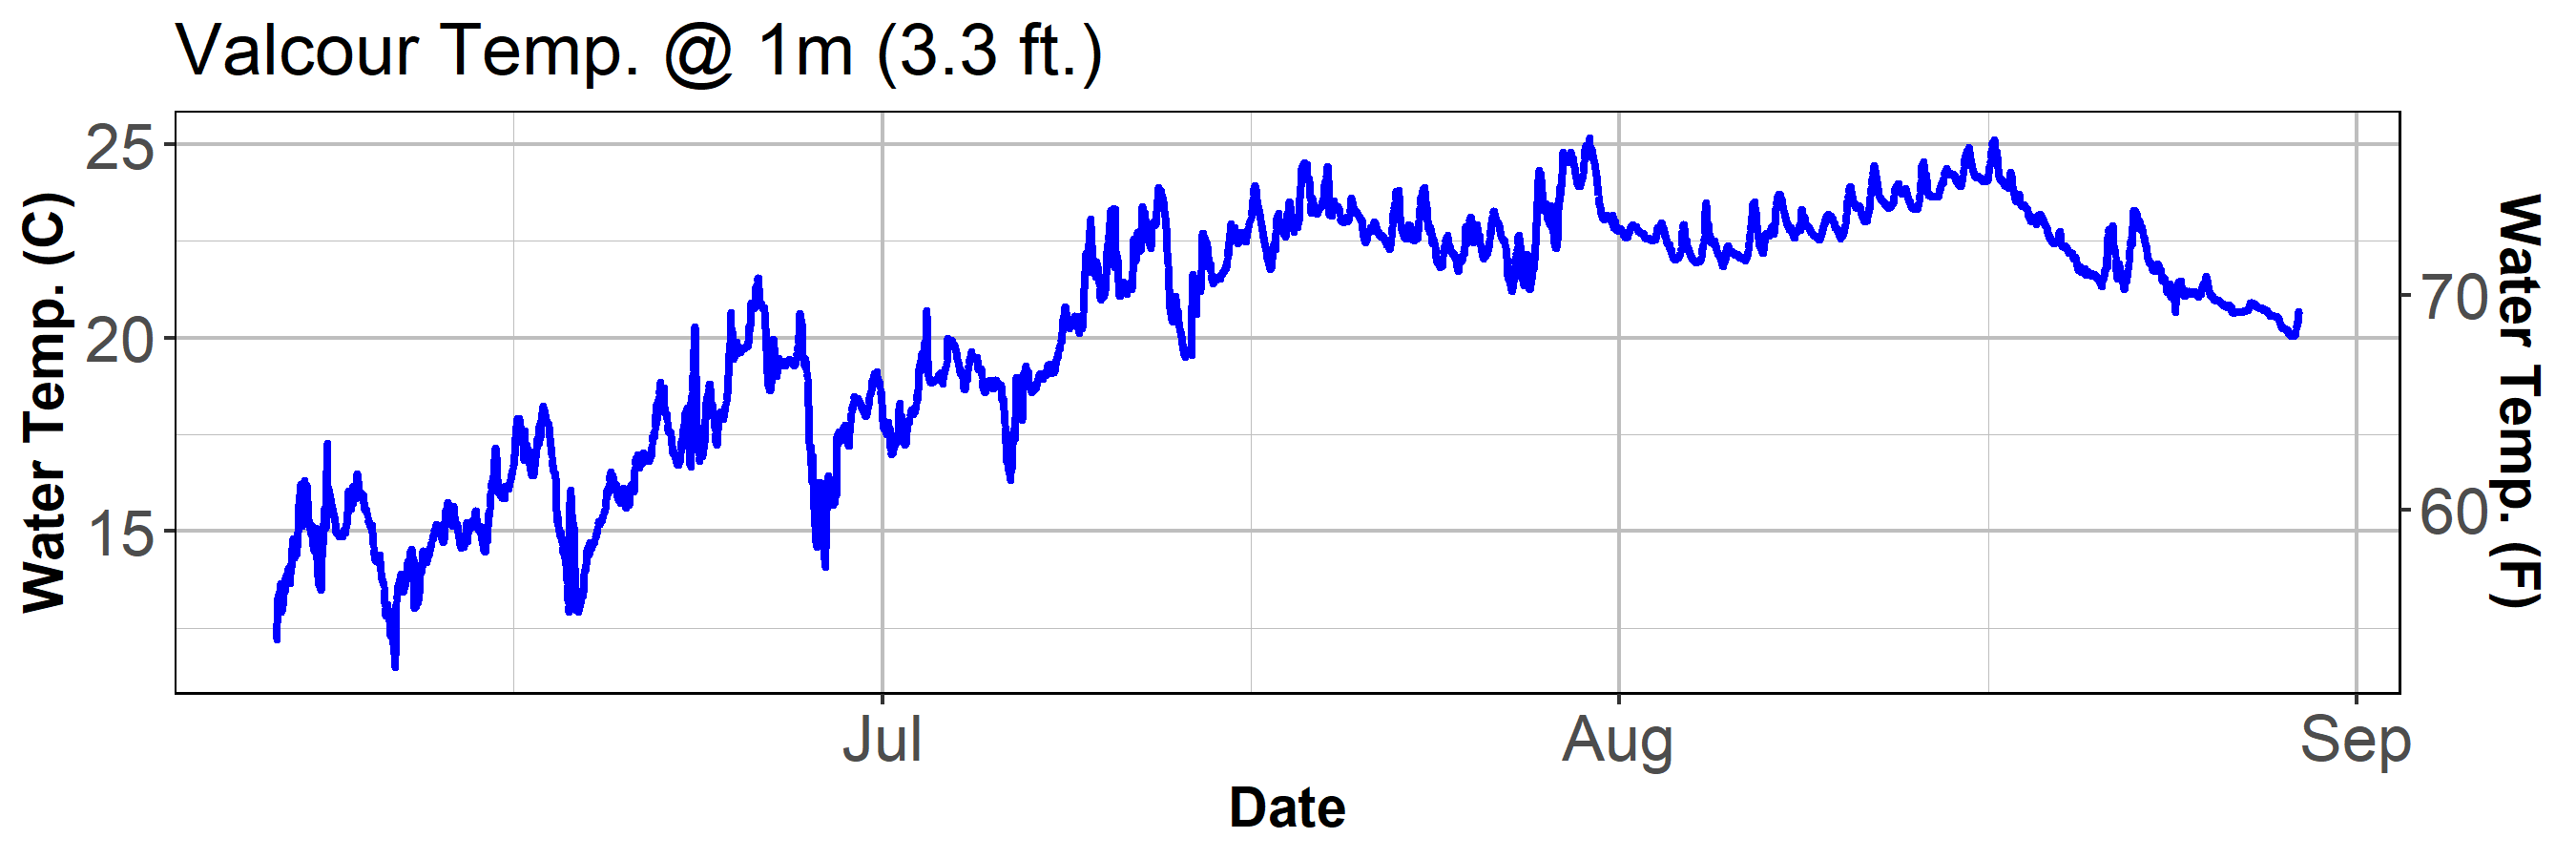 Valcour Temp. @ 1m (3.3 ft.)
Water Temp. (C)
25
20
15
70
60
Water Temp. (F)
Jul
Aug
Sep
Date